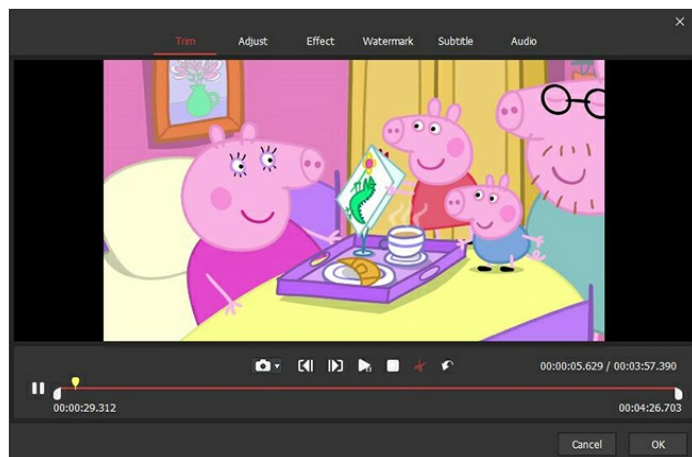 Trim Adjust Effect Watermark Subtitle Audio
00:00:05.629 / 00:03:57.390
00:00:29.312 00:04:26.703
Cancel OK